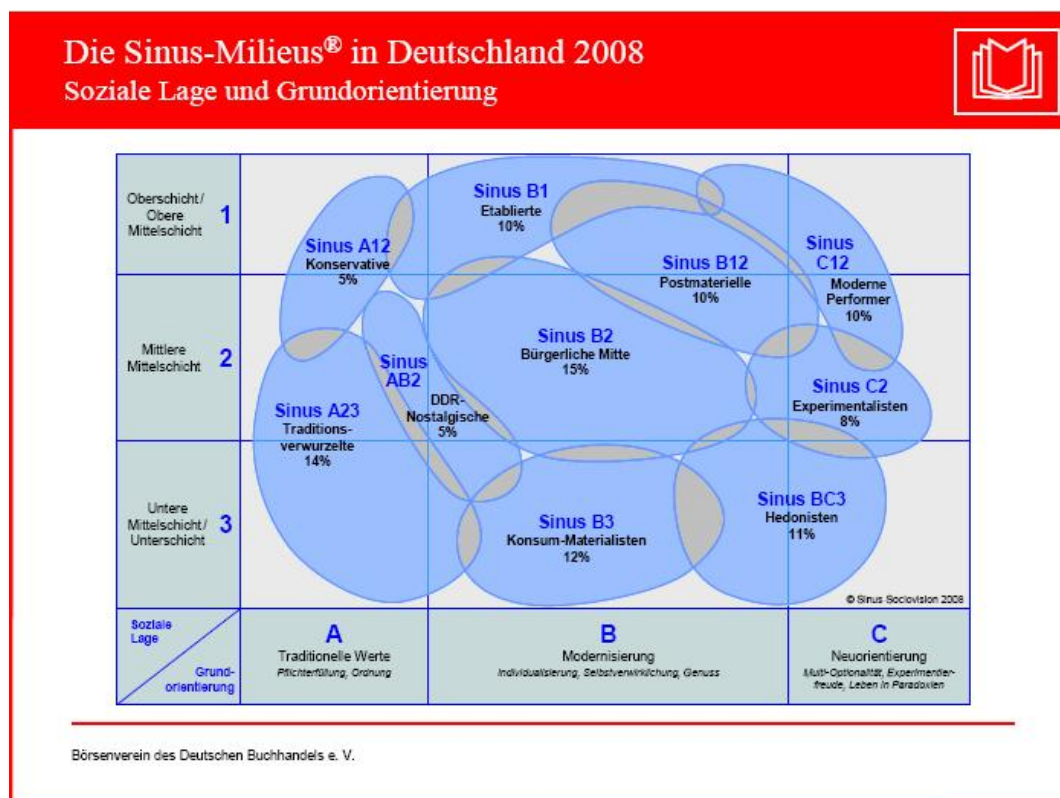 Die Sinus-Milieus® in Deutschland 2008
Soziale Lage und Grundorientierung
Oberschicht/
Obere
Mittelschicht
1
Mittlere
Mittelschicht
2
Untere
Mittelschicht/
Unterschicht
3
Sinus B1
Etablierte
10%
Sinus A12
Konservative
5%
Sinus B12
Postmaterielle
10%
Sinus
C12
Moderne
Performer
10%
Sinus B2
Bürgerliche Mitte
15%
Sinus
AB2
DDR-
Nostalgische
5%
Sinus A23
Traditions-
verwurzelte
14%
Sinus C2
Experimentalisten
8%
Sinus B3
Konsum-Materialisten
12%
Sinus BC3
Hedonisten
11%
© Sinus Sociovision 2008
Soziale
Lage
Grund-
orientierung
A
Traditionelle Werte
Pflichterfüllung, Ordnung
B
Modernisierung
Individualisierung, Selbstverwirklichung, Genuss
C
Neuorientierung
Multi-Optionalität, Experimentier-
freude, Leben in Paradoxien
Börsenverein des Deutschen Buchhandels e. V.